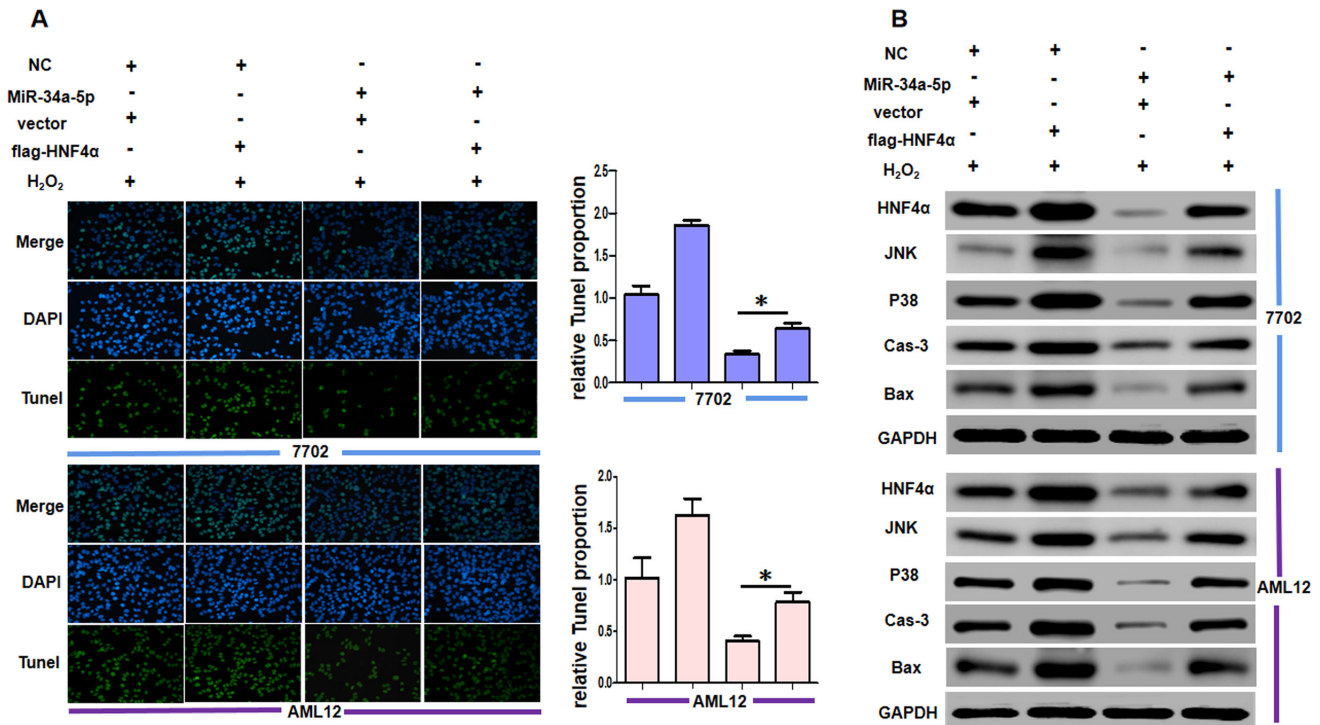 A
NC + + - -
MiR-34a-5p - - + +
vector + - + -
flag-HNF4α - + - +
H₂O₂ + + + +
Merge
DAPI
Tunel
7702
Merge
DAPI
Tunel
AML12
relative Tunel proportion
2.5
2.0
1.5
1.0
0.5
0.0
*
7702
relative Tunel proportion
2.0
1.5
1.0
0.5
0.0
*
AML12
B
NC + + - -
MiR-34a-5p - - + +
vector + - + -
flag-HNF4α - + - +
H₂O₂ + + + +
HNF4α
JNK
P38
Cas-3
Bax
GAPDH
7702
HNF4α
JNK
P38
Cas-3
Bax
GAPDH
AML12